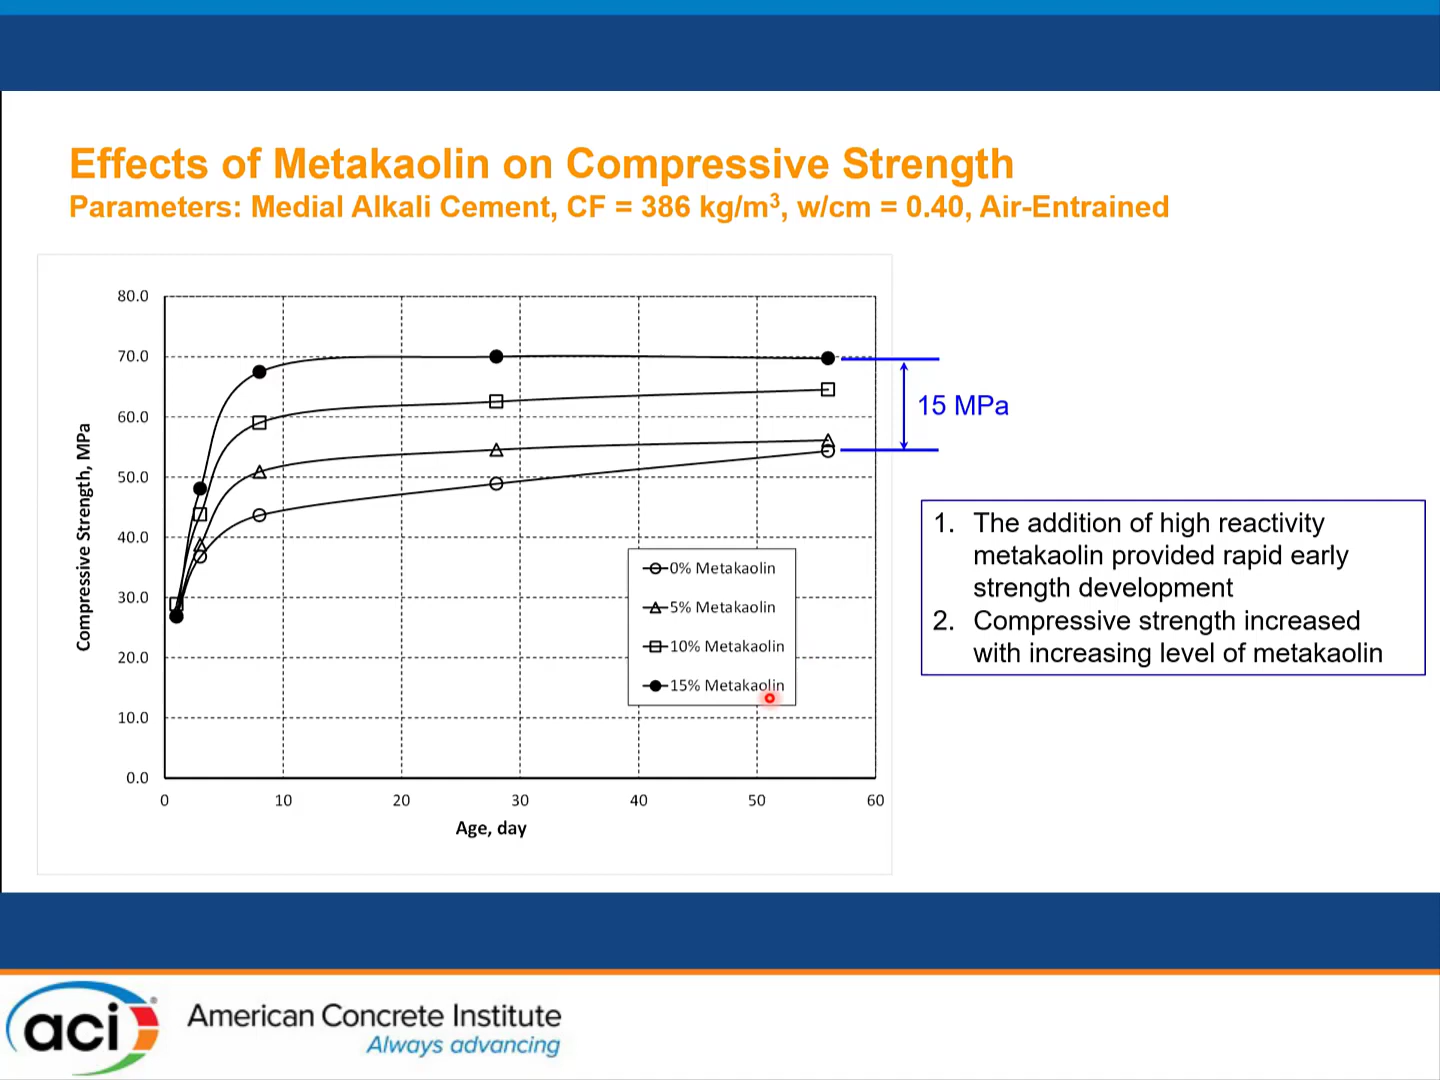 Effects of Metakaolin on Compressive Strength
Parameters: Medial Alkali Cement, CF = 386 kg/m³, w/cm = 0.40, Air-Entrained
80.0
70.0
60.0
50.0
40.0
30.0
20.0
10.0
0.0
Compressive Strength, MPa
0 10 20 30 40 50 60
Age, day
0% Metakaolin
5% Metakaolin
10% Metakaolin
15% Metakaolin
15 MPa
1. The addition of high reactivity
metakaolin provided rapid early
strength development
2. Compressive strength increased
with increasing level of metakaolin
aci®
American Concrete Institute
Always advancing